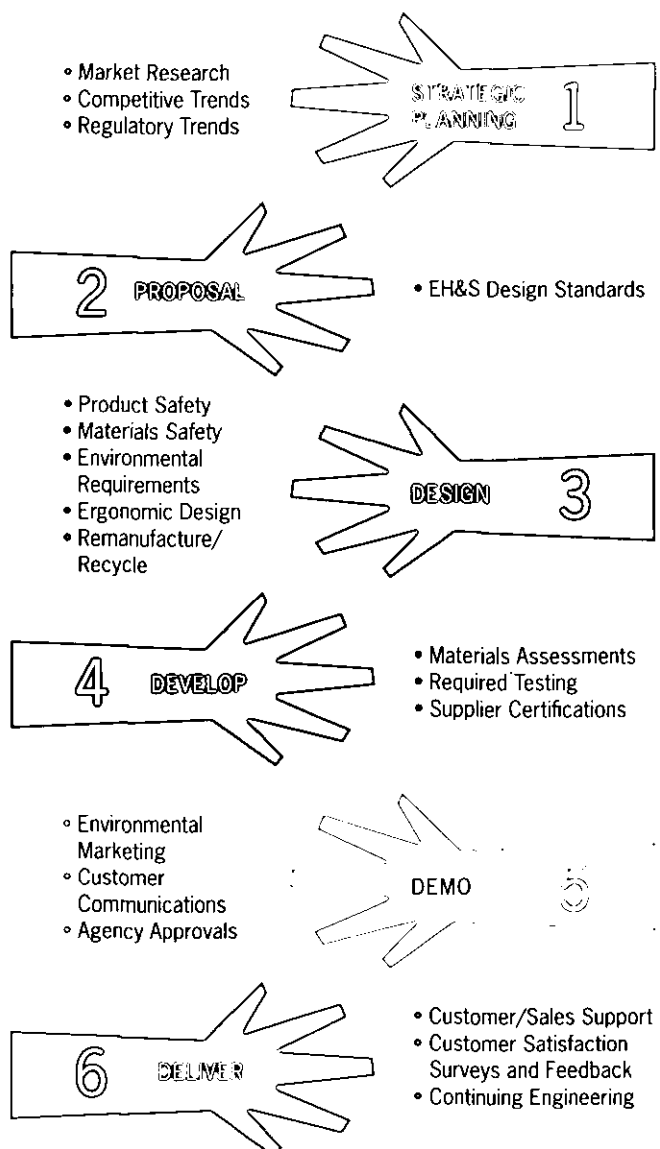 • Market Research
• Competitive Trends
• Regulatory Trends
STRATEGIC
PLANNING
1
2
PROPOSAL
• EH&S Design Standards
• Product Safety
• Materials Safety
• Environmental
Requirements
• Ergonomic Design
• Remanufacture/
Recycle
DESIGN
3
4
DEVELOP
• Materials Assessments
• Required Testing
• Supplier Certifications
• Environmental
Marketing
• Customer
Communications
• Agency Approvals
DEMO
5
6
DELIVER
• Customer/Sales Support
• Customer Satisfaction
Surveys and Feedback
• Continuing Engineering